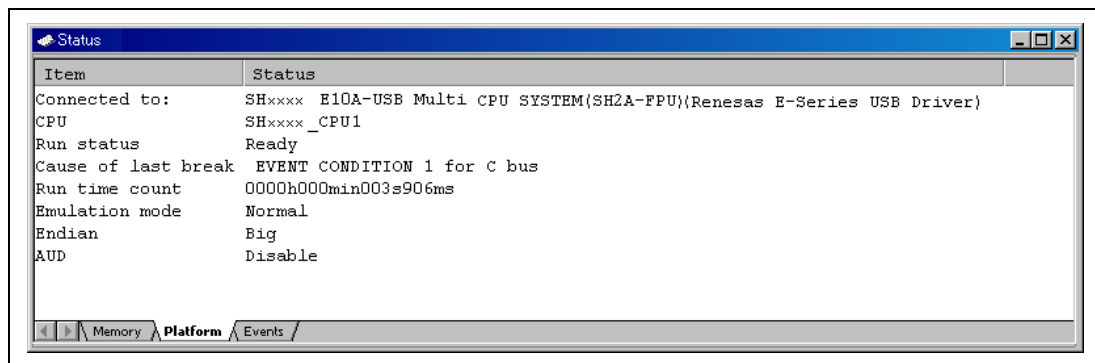 Status
Item Status
Connected to: SHxxxx E10A-USB Multi CPU SYSTEM(SH2A-FPU)(Renesas E-Series USB Driver)
CPU SHxxxx_CPU1
Run status Ready
Cause of last break EVENT CONDITION 1 for C bus
Run time count 0000h000min003s906ms
Emulation mode Normal
Endian Big
AUD Disable
Memory Platform Events